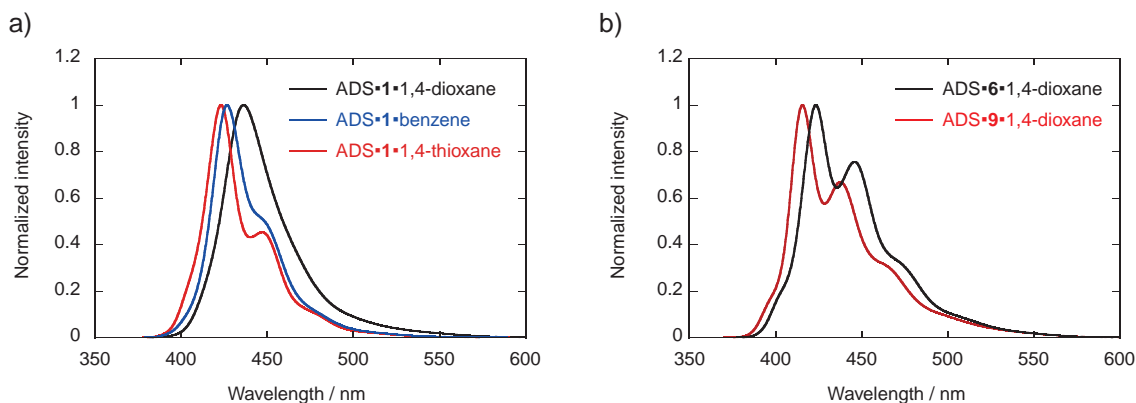 a)
1.2
1
0.8
0.6
0.4
0.2
0
350 400 450 500 550 600
Normalized intensity
Wavelength / nm
ADS▪1▪1,4-dioxane
ADS▪1▪benzene
ADS▪1▪1,4-thioxane
b)
1.2
1
0.8
0.6
0.4
0.2
0
350 400 450 500 550 600
Normalized intensity
Wavelength / nm
ADS▪6▪1,4-dioxane
ADS▪9▪1,4-dioxane